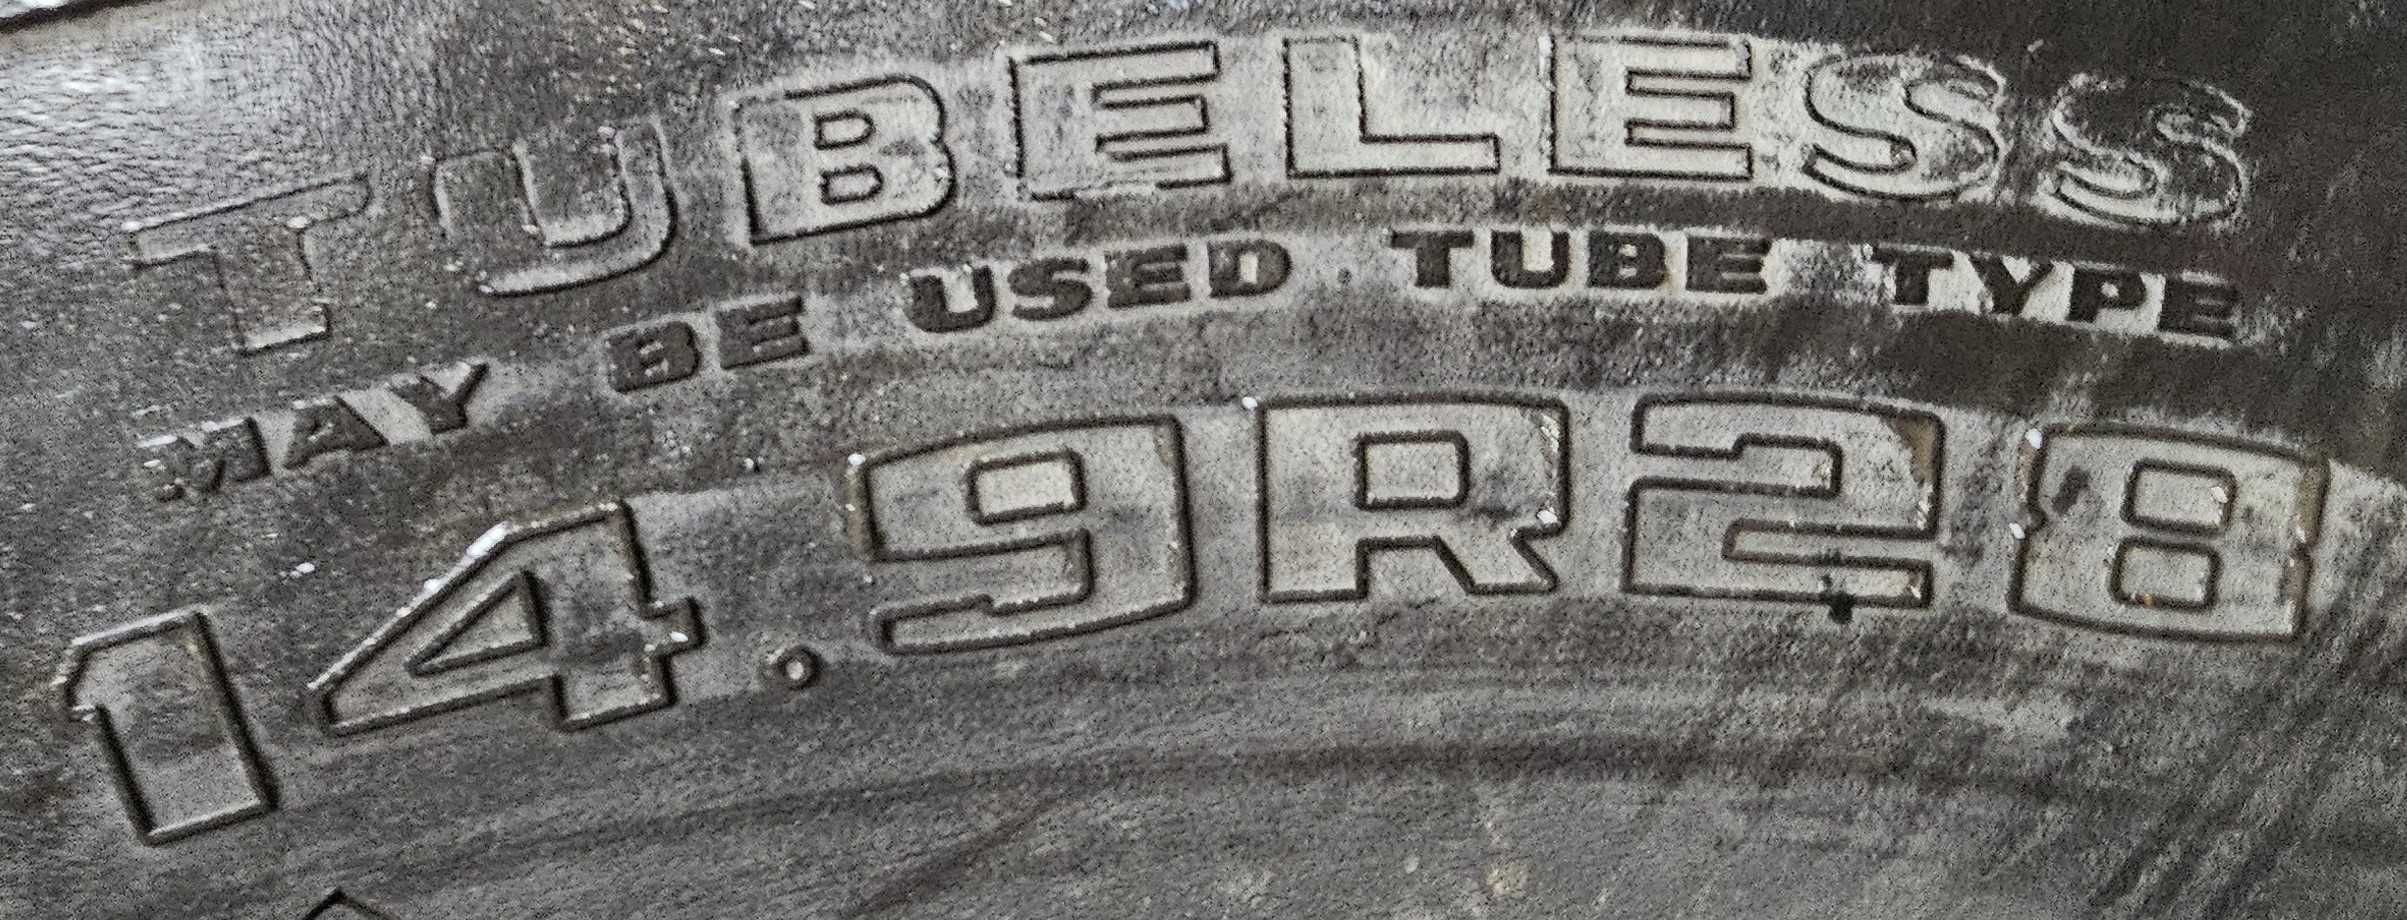 TUBELESS
MAY BE USED TUBE TYPE
14.9R28